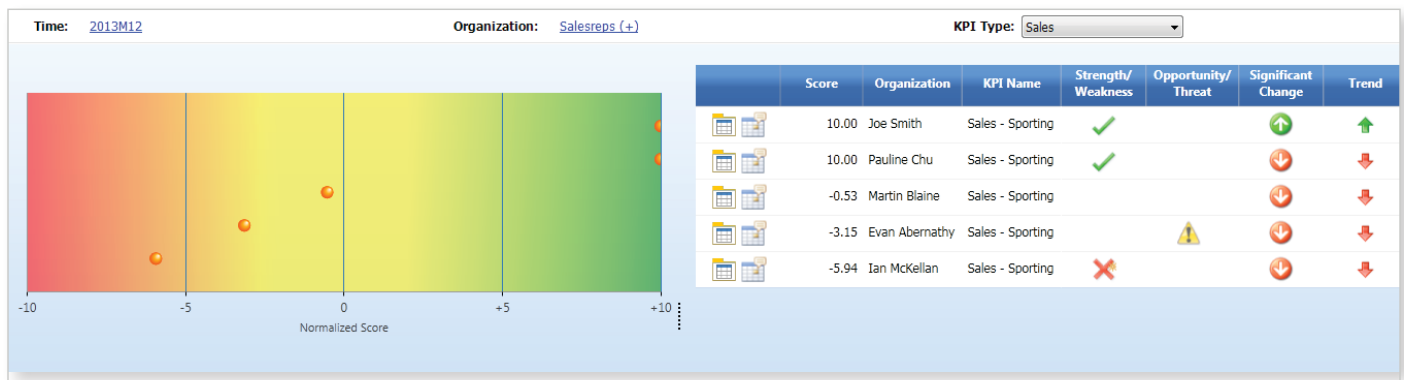 Time: 2013M12 Organization: Salesreps (+) KPI Type: Sales
Score Organization KPI Name Strength/ Weakness Opportunity/ Threat Significant Change Trend
10.00 Joe Smith Sales - Sporting
10.00 Pauline Chu Sales - Sporting
-0.53 Martin Blaine Sales - Sporting
-3.15 Evan Abernathy Sales - Sporting
-5.94 Ian McKellan Sales - Sporting
-10 -5 0 +5 +10
Normalized Score